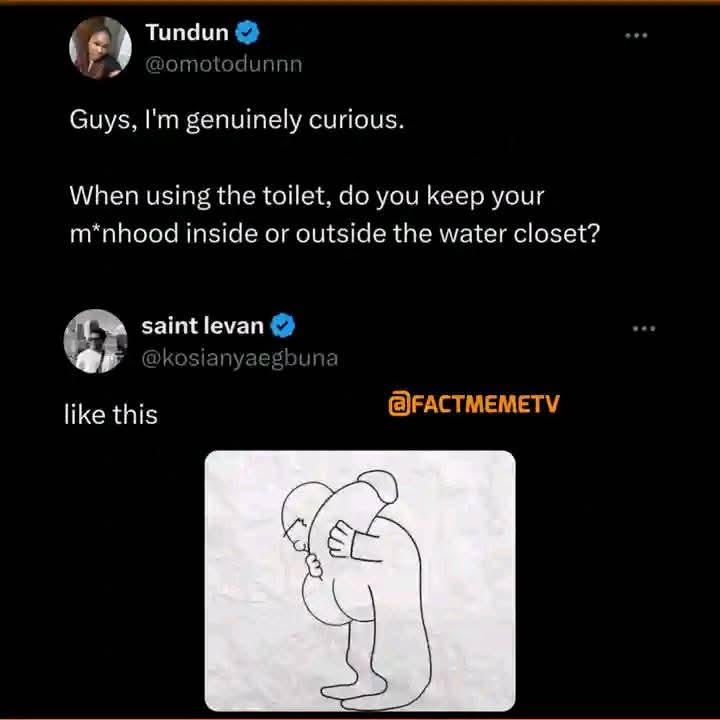 Tundun
@omotodunnn
Guys, I'm genuinely curious.
When using the toilet, do you keep your
m*nhood inside or outside the water closet?
saint levan
@kosianyaegbuna
like this
@FACTMEMETV